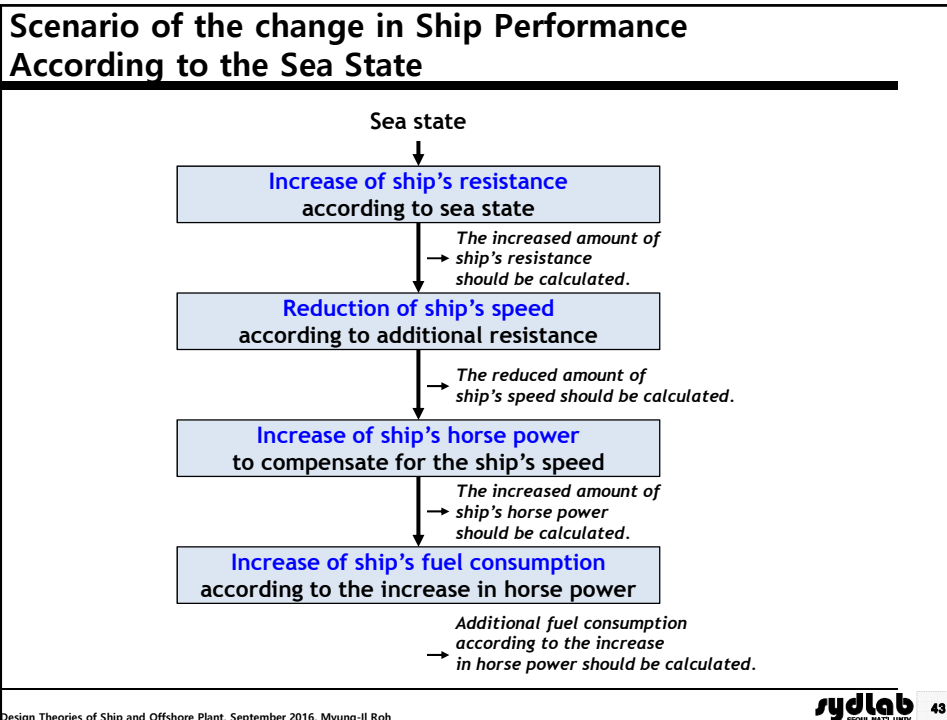 Scenario of the change in Ship Performance
According to the Sea State
Sea state
Increase of ship's resistance
according to sea state
The increased amount of
ship's resistance
should be calculated.
Reduction of ship's speed
according to additional resistance
The reduced amount of
ship's speed should be calculated.
Increase of ship's horse power
to compensate for the ship's speed
The increased amount of
ship's horse power
should be calculated.
Increase of ship's fuel consumption
according to the increase in horse power
Additional fuel consumption
according to the increase
in horse power should be calculated.
Design Theories of Ship and Offshore Plant, September 2016, Myung-Il Roh
sydlab
SEOUL NAT'L UNIV.
43